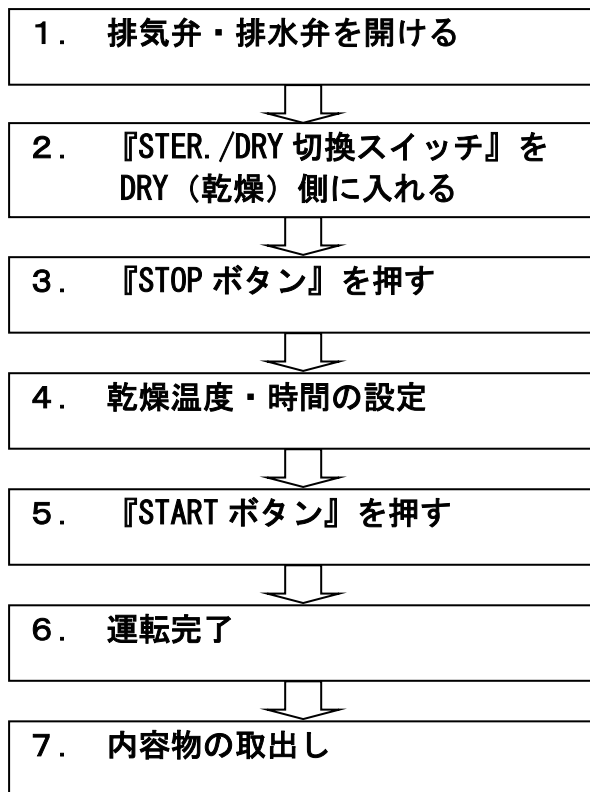 １. 排気弁・排水弁を開ける
２. 『STER./DRY 切換スイッチ』を
DRY（乾燥）側に入れる
３. 『STOP ボタン』を押す
４. 乾燥温度・時間の設定
５. 『START ボタン』を押す
６. 運転完了
７. 内容物の取出し